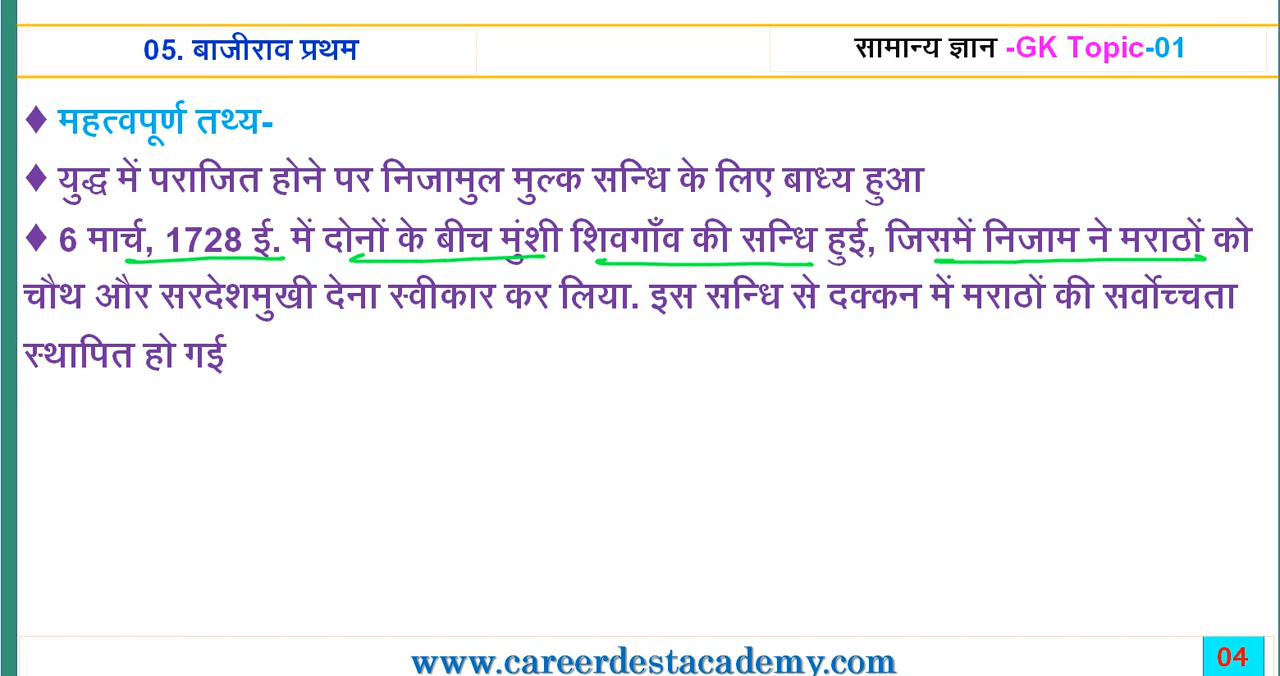 05. बाजीराव प्रथम
सामान्य ज्ञान -GK Topic-01
♦ महत्वपूर्ण तथ्य-
♦ युद्ध में पराजित होने पर निजामुल मुल्क सन्धि के लिए बाध्य हुआ
♦ 6 मार्च, 1728 ई. में दोनों के बीच मुंशी शिवगाँव की सन्धि हुई, जिसमें निजाम ने मराठों को
चौथ और सरदेशमुखी देना स्वीकार कर लिया. इस सन्धि से दक्कन में मराठों की सर्वोच्चता
स्थापित हो गई
www.careerdestacademy.com
04